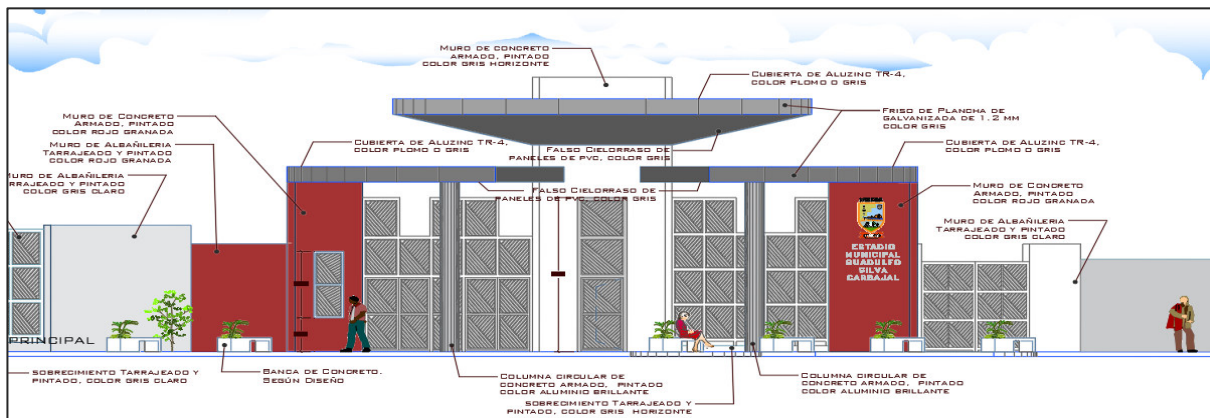 MURO DE CONCRETO
ARMADO, PINTADO
COLOR GRIS HORIZONTE
CUBIERTA DE ALUZINC TR-4,
COLOR PLOMO O GRIS
FRISO DE PLANCHA DE
GALVANIZADA DE 1.2 MM
COLOR GRIS
MURO DE CONCRETO
ARMADO, PINTADO
COLOR ROJO GRANADA
MURO DE ALBAÑILERIA
TARRAJEADO Y PINTADO
COLOR ROJO GRANADA
MURO DE ALBAÑILERIA
TARRAJEADO Y PINTADO
COLOR GRIS CLARO
CUBIERTA DE ALUZINC TR-4,
COLOR PLOMO O GRIS
FALSO CIELORRASO DE
PANELES DE PVC, COLOR GRIS
CUBIERTA DE ALUZINC TR-4,
COLOR PLOMO O GRIS
FALSO CIELORRASO DE
PANELES DE PVC, COLOR GRIS
MURO DE CONCRETO
ARMADO, PINTADO
COLOR ROJO GRANADA
MURO DE ALBAÑILERIA
TARRAJEADO Y PINTADO
COLOR GRIS CLARO
ESTADIO
MUNICIPAL
GUADULFO
SILVA
CARBAJAL
PRINCIPAL
SOBRECIMIENTO TARRAJEADO Y
PINTADO, COLOR GRIS CLARO
BANCA DE CONCRETO.
SEGÚN DISEÑO
COLUMNA CIRCULAR DE
CONCRETO ARMADO, PINTADO
COLOR ALUMINIO BRILLANTE
SOBRECIMIENTO TARRAJEADO Y
PINTADO, COLOR GRIS HORIZONTE
COLUMNA CIRCULAR DE
CONCRETO ARMADO, PINTADO
COLOR ALUMINIO BRILLANTE